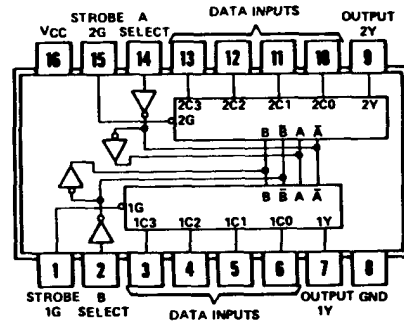 STROBE A DATA INPUTS OUTPUT
VCC 2G SELECT 2Y
16 15 14 13 12 11 10 9
2C3 2C2 2C1 2C0 2Y
2G
B B̅ A A̅
B B̅ A A̅
1G
1C3 1C2 1C1 1C0 1Y
1 2 3 4 5 6 7 8
STROBE B OUTPUT GND
1G SELECT DATA INPUTS 1Y